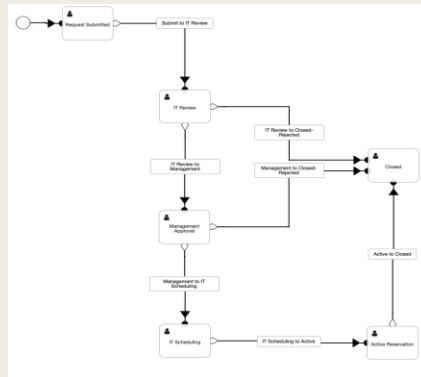 Request Submitted
Submit to IT Review
IT Review
IT Review to Closed-
Rejected
IT Review to
Management
Management to Closed-
Rejected
Closed
Management
Approval
Active to Closed
Management to IT
Scheduling
IT Scheduling
IT Scheduling to Active
Active Reservation